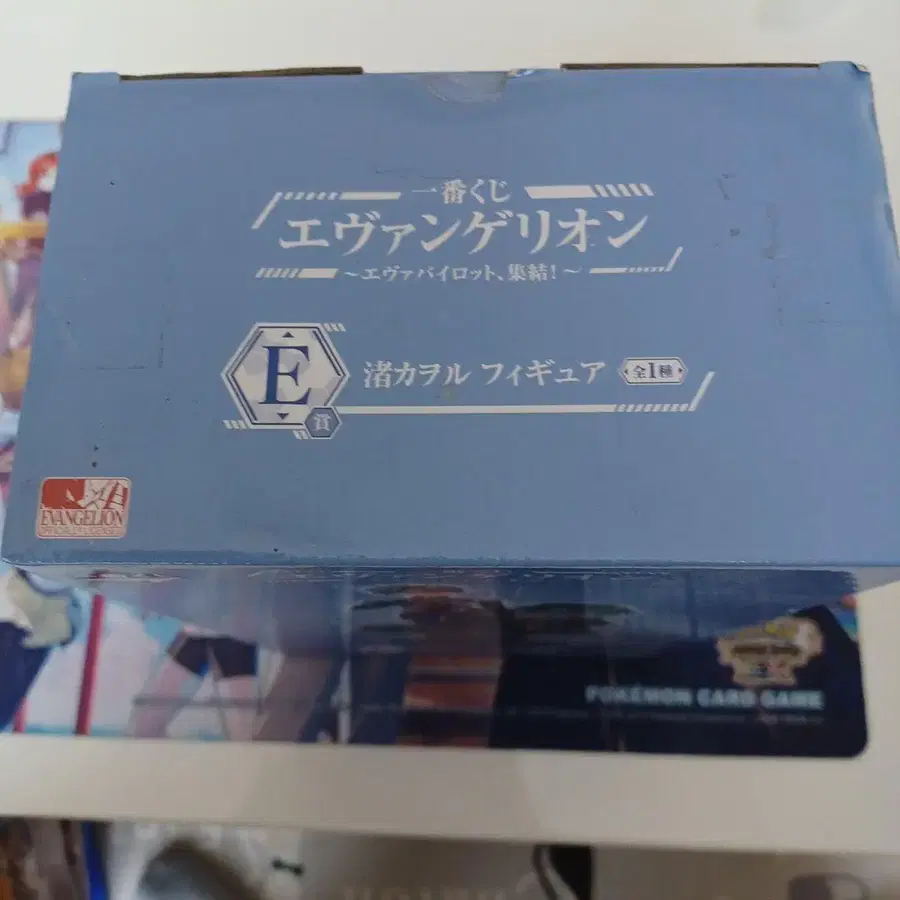 一番くじ
エヴァンゲリオン
〜エヴァパイロット、集結!〜
E
賞
渚カヲル フィギュア
全1種
EVANGELION
POKÉMON CARD GAME